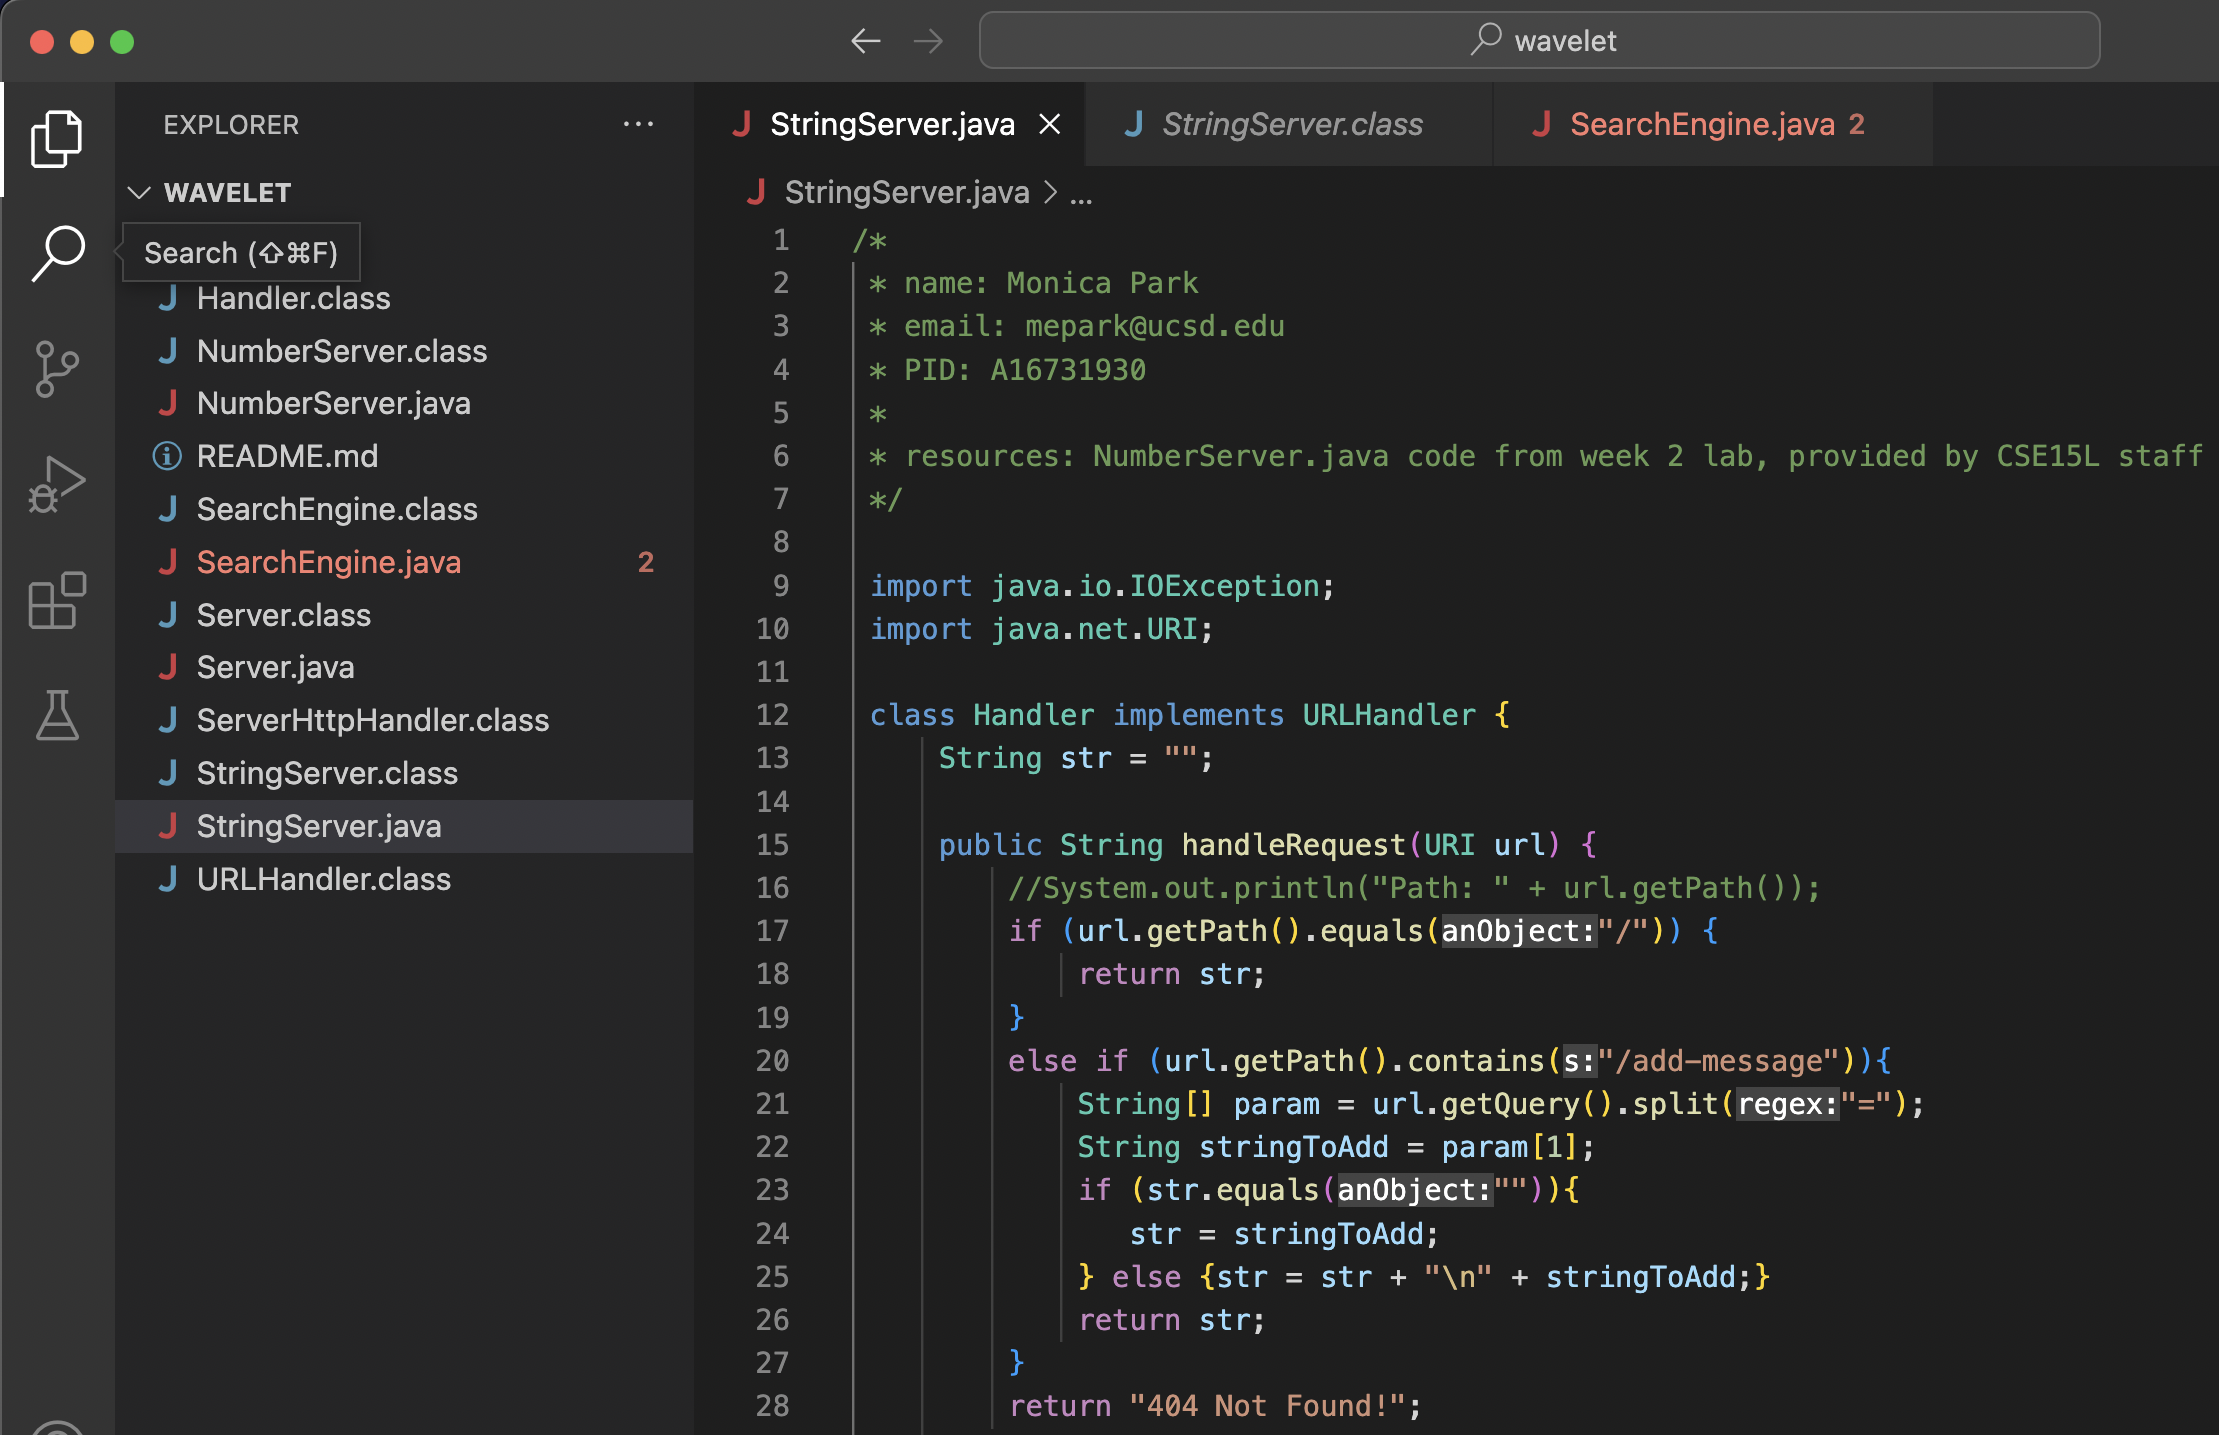 wavelet
EXPLORER
···
WAVELET
Search (⇧⌘F)
Handler.class
NumberServer.class
NumberServer.java
README.md
SearchEngine.class
SearchEngine.java 2
Server.class
Server.java
ServerHttpHandler.class
StringServer.class
StringServer.java
URLHandler.class
StringServer.java
StringServer.class
SearchEngine.java 2
StringServer.java > ...
1 /*
2 * name: Monica Park
3 * email: mepark@ucsd.edu
4 * PID: A16731930
5 *
6 * resources: NumberServer.java code from week 2 lab, provided by CSE15L staff
7 */
8
9 import java.io.IOException;
10 import java.net.URI;
11
12 class Handler implements URLHandler {
13 String str = "";
14
15 public String handleRequest(URI url) {
16 //System.out.println("Path: " + url.getPath());
17 if (url.getPath().equals(anObject:"/")) {
18 return str;
19 }
20 else if (url.getPath().contains(s:"/add-message")){
21 String[] param = url.getQuery().split(regex:"=");
22 String stringToAdd = param[1];
23 if (str.equals(anObject:"")){
24 str = stringToAdd;
25 } else {str = str + "\n" + stringToAdd;}
26 return str;
27 }
28 return "404 Not Found!";